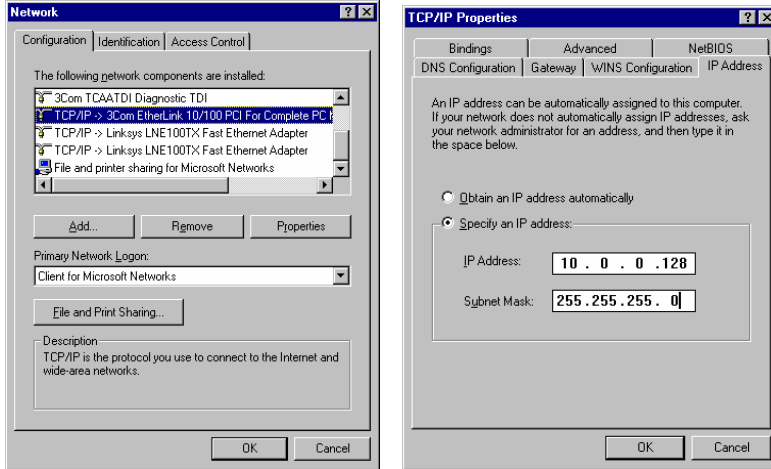 Network
Configuration Identification Access Control
The following network components are installed:
3Com TCAATDI Diagnostic TDI
TCP/IP -> 3Com EtherLink 10/100 PCI For Complete PC
TCP/IP -> Linksys LNE100TX Fast Ethernet Adapter
TCP/IP -> Linksys LNE100TX Fast Ethernet Adapter
File and printer sharing for Microsoft Networks
Add... Remove Properties
Primary Network Logon:
Client for Microsoft Networks
File and Print Sharing...
Description
TCP/IP is the protocol you use to connect to the Internet and
wide-area networks.
OK Cancel
TCP/IP Properties
Bindings Advanced NetBIOS
DNS Configuration Gateway WINS Configuration IP Address
An IP address can be automatically assigned to this computer.
If your network does not automatically assign IP addresses, ask
your network administrator for an address, and then type it in
the space below.
Obtain an IP address automatically
Specify an IP address:
IP Address: 10 . 0 . 0 .128
Subnet Mask: 255.255.255. 0
OK Cancel